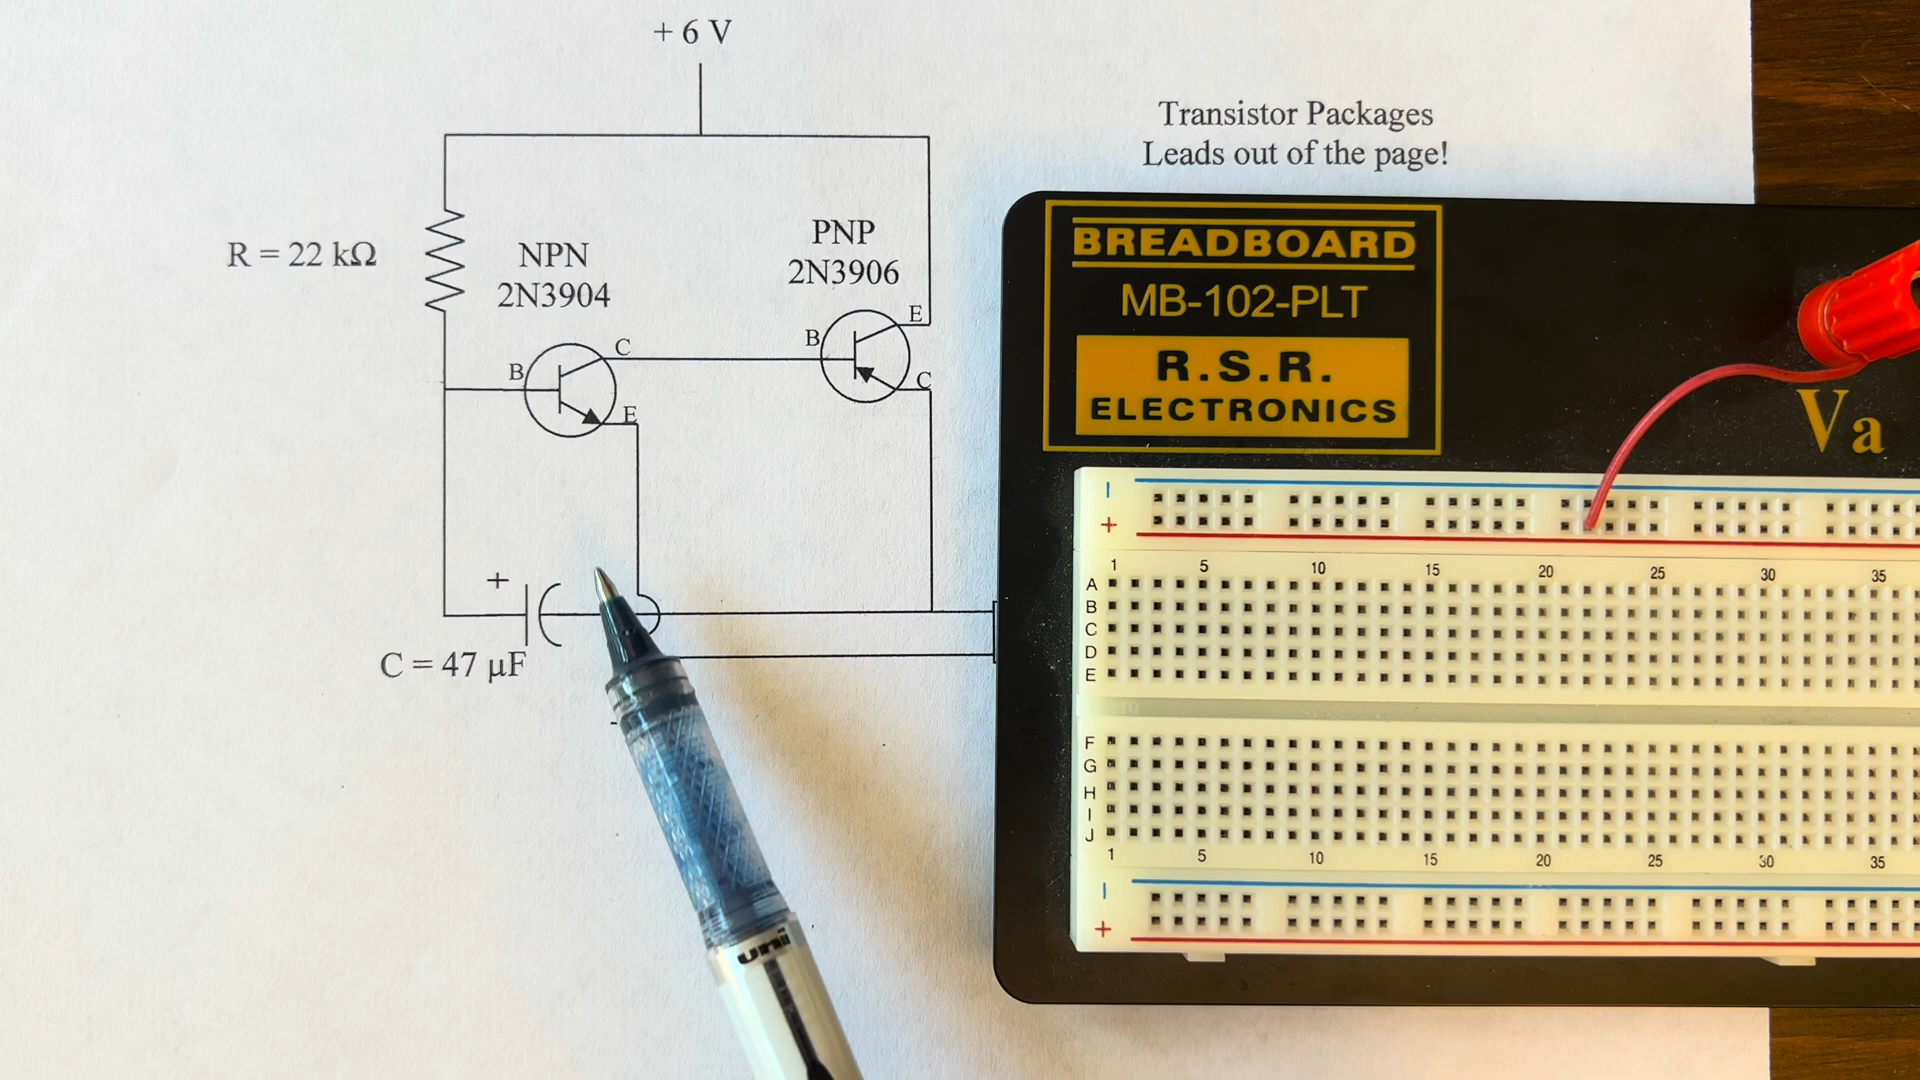 + 6 V
Transistor Packages
Leads out of the page!
R = 22 kΩ
NPN
2N3904
PNP
2N3906
B
C
E
B
E
C
+
C = 47 μF
BREADBOARD
MB-102-PLT
R.S.R.
ELECTRONICS
Va
+
1 5 10 15 20 25 30 35
A
B
C
D
E
F
G
H
I
J
1 5 10 15 20 25 30 35
+
uni